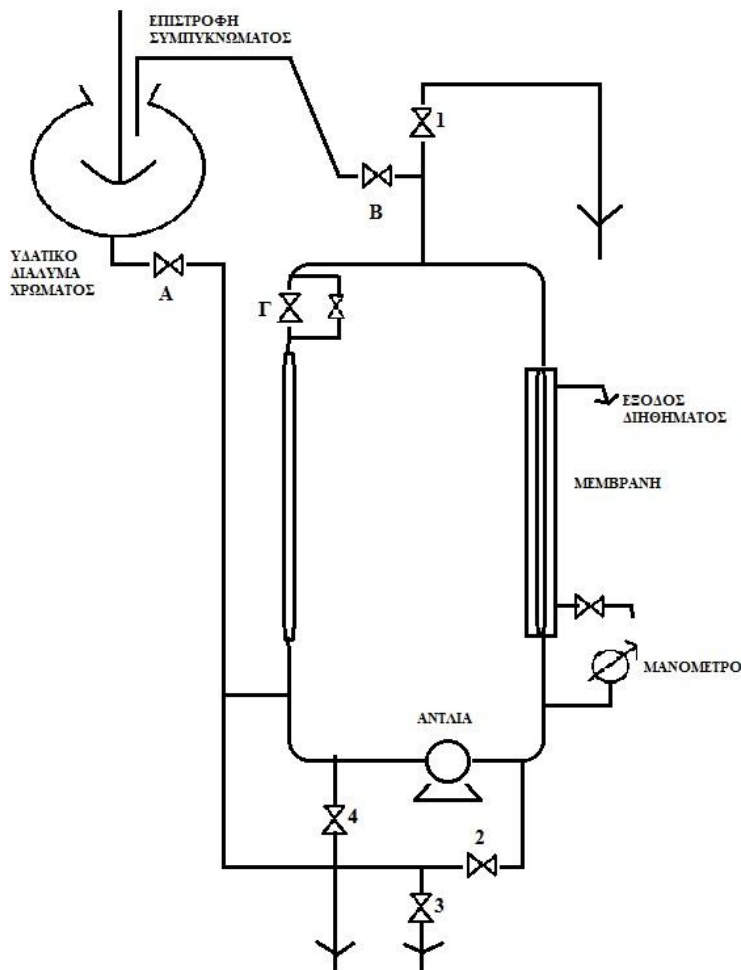 ΕΠΙΣΤΡΟΦΗ
ΣΥΜΠΥΚΝΩΜΑΤΟΣ
1
Β
ΥΔΑΤΙΚΟ
ΔΙΑΛΥΜΑ
ΧΡΩΜΑΤΟΣ
Α
Γ
ΕΞΟΔΟΣ
ΔΙΗΘΗΜΑΤΟΣ
ΜΕΜΒΡΑΝΗ
ΜΑΝΟΜΕΤΡΟ
ΑΝΤΛΙΑ
4
2
3